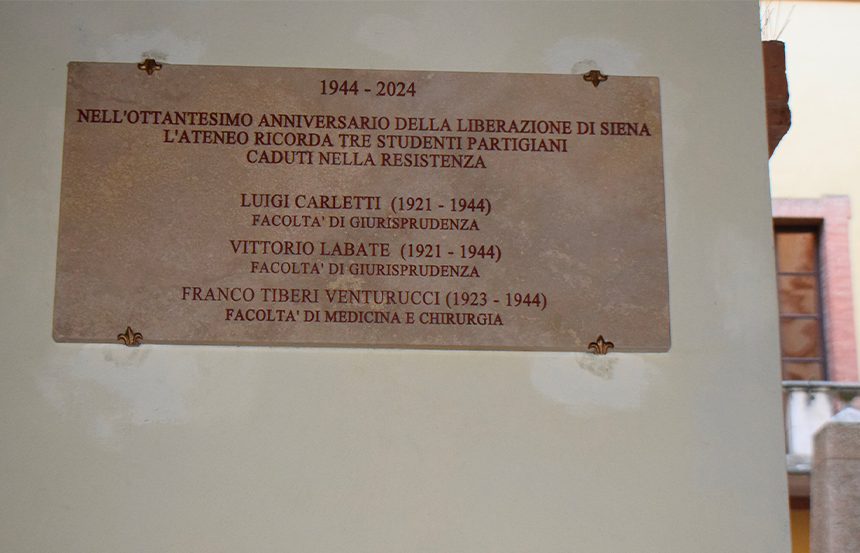 1944 - 2024
NELL'OTTANTESIMO ANNIVERSARIO DELLA LIBERAZIONE DI SIENA
L'ATENEO RICORDA TRE STUDENTI PARTIGIANI
CADUTI NELLA RESISTENZA
LUIGI CARLETTI (1921 - 1944)
FACOLTA' DI GIURISPRUDENZA
VITTORIO LABATE (1921 - 1944)
FACOLTA' DI GIURISPRUDENZA
FRANCO TIBERI VENTURUCCI (1923 - 1944)
FACOLTA' DI MEDICINA E CHIRURGIA